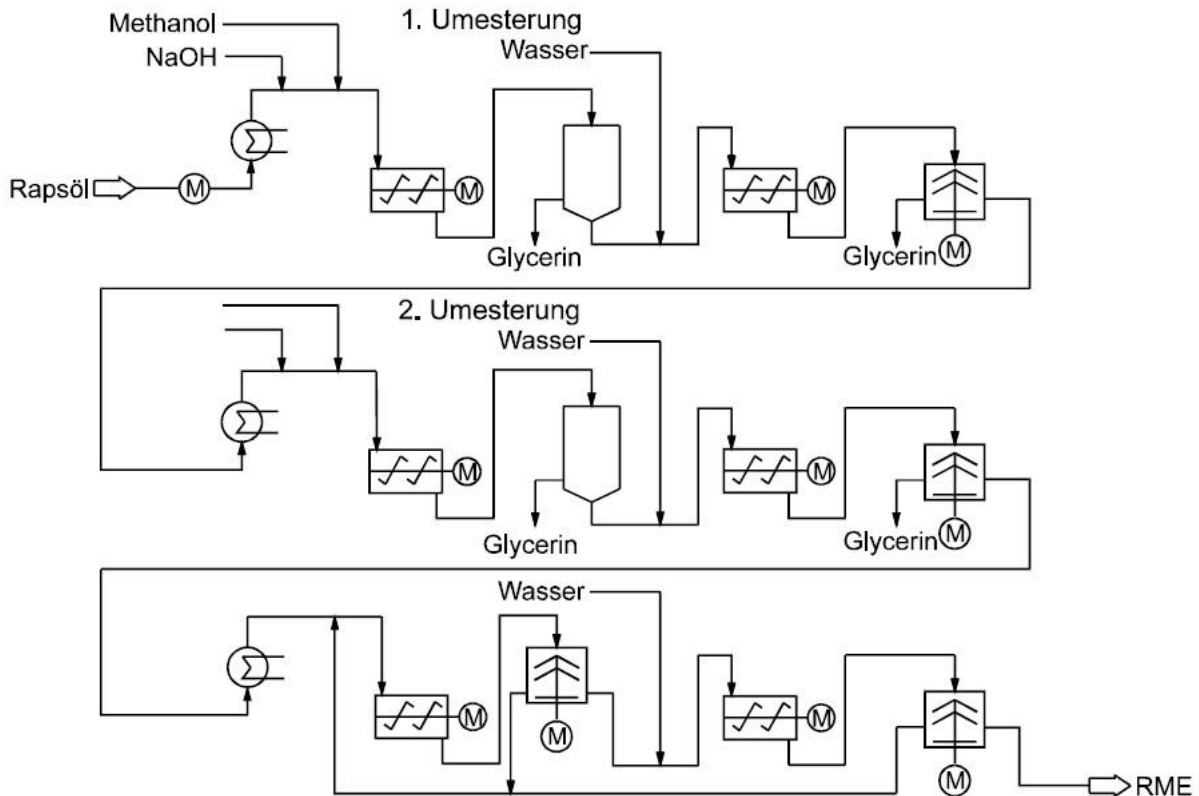 Methanol
1. Umesterung
NaOH
Wasser
Rapsöl
M
M
M
Glycerin
Glycerin
M
2. Umesterung
Wasser
M
M
Glycerin
Glycerin
M
Wasser
M
M
M
M
RME